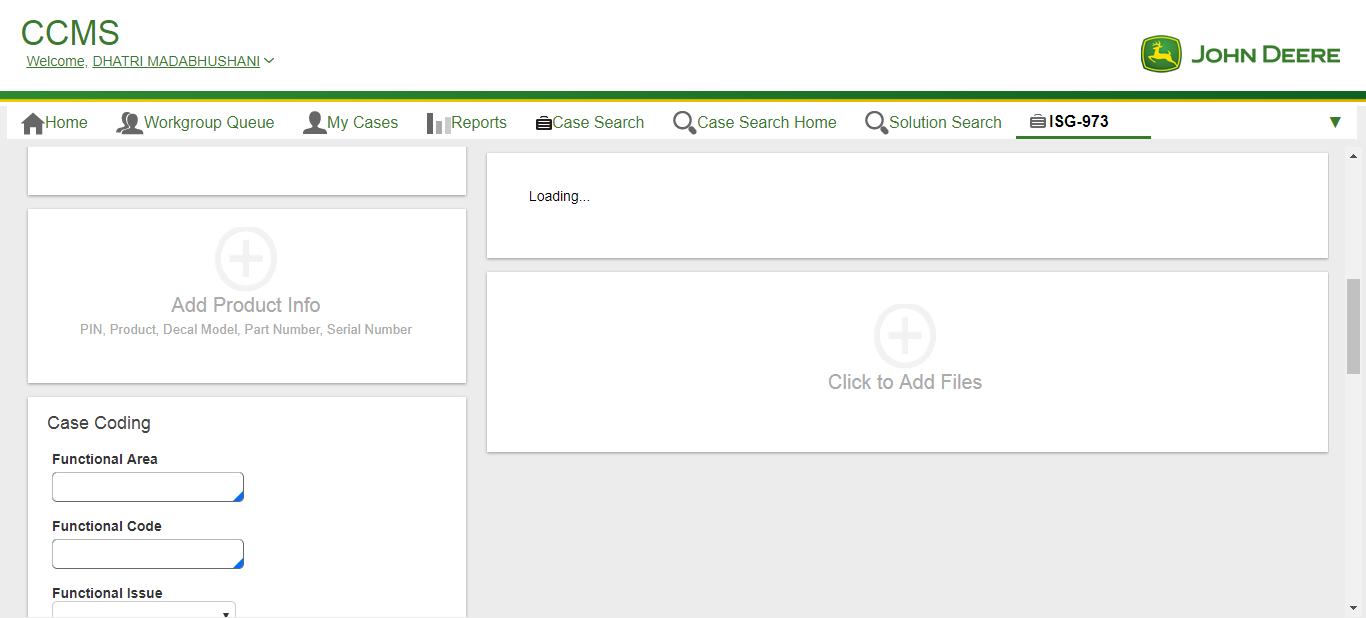 CCMS
Welcome, DHATRI MADABHUSHANI
JOHN DEERE
Home Workgroup Queue My Cases Reports Case Search Case Search Home Solution Search ISG-973
Loading...
Add Product Info
PIN, Product, Decal Model, Part Number, Serial Number
Click to Add Files
Case Coding
Functional Area
Functional Code
Functional Issue